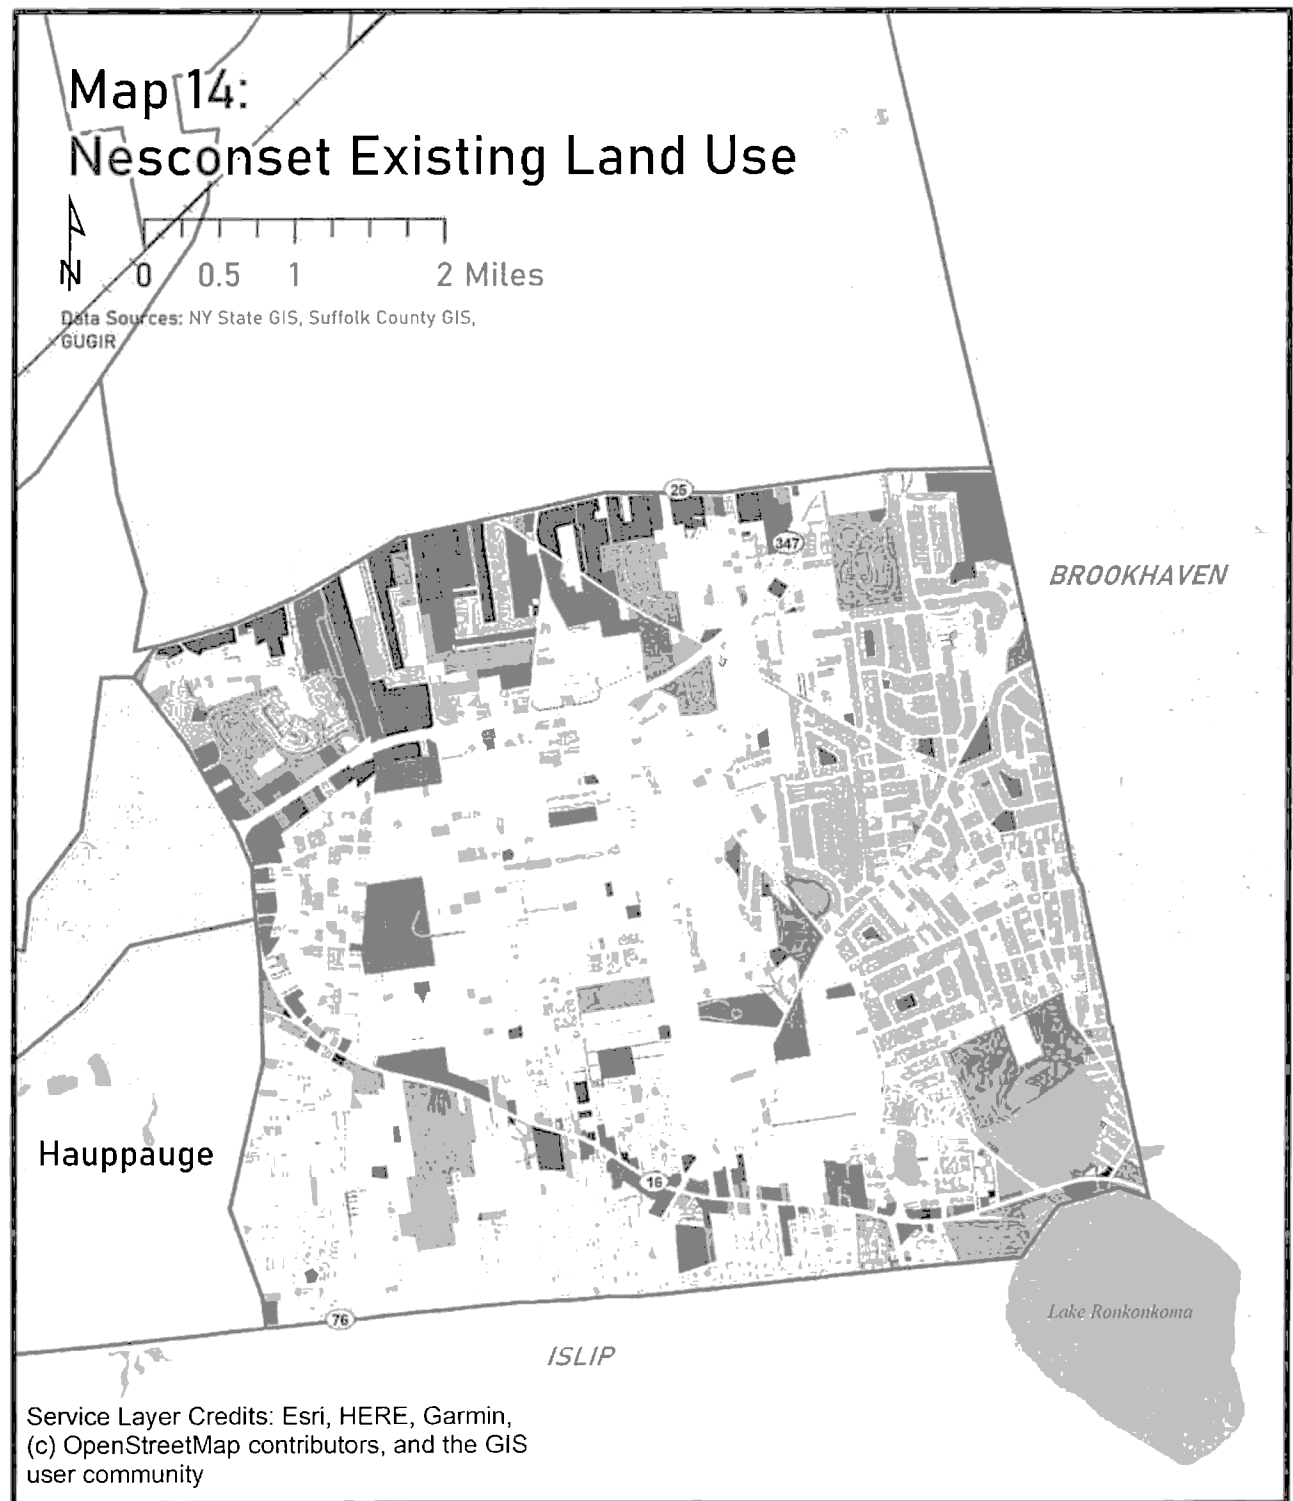 Map 14:
Nesconset Existing Land Use
N
0 0.5 1 2 Miles
Data Sources: NY State GIS, Suffolk County GIS,
GUGIR
25
347
BROOKHAVEN
Hauppauge
16
Lake Ronkonkoma
76
ISLIP
Service Layer Credits: Esri, HERE, Garmin,
(c) OpenStreetMap contributors, and the GIS
user community